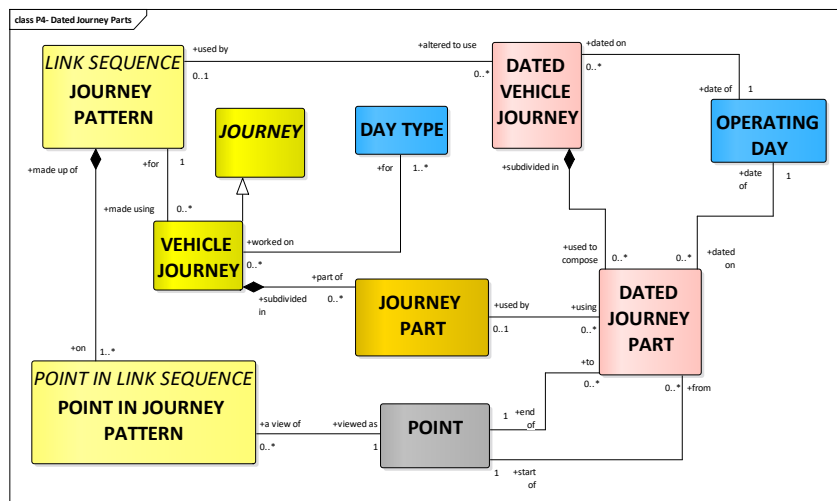 class P4- Dated Journey Parts
LINK SEQUENCE
JOURNEY
PATTERN
+used by
0..1
+altered to use
0..*
DATED
VEHICLE
JOURNEY
+dated on
0..*
+date of
1
OPERATING
DAY
JOURNEY
DAY TYPE
+for
1..*
+made up of
+for
1
+made using
0..*
+subdivided in
+date
of
1
VEHICLE
JOURNEY
+worked on
0..*
+used to
compose
0..*
0..*
+dated
on
+subdivided
in
+part of
0..*
JOURNEY
PART
+used by
0..1
+using
0..*
DATED
JOURNEY
PART
+on
1..*
+to
0..*
0..*
+from
POINT IN LINK SEQUENCE
POINT IN JOURNEY
PATTERN
+a view of
0..*
+viewed as
1
POINT
1
+end
of
1
+start
of